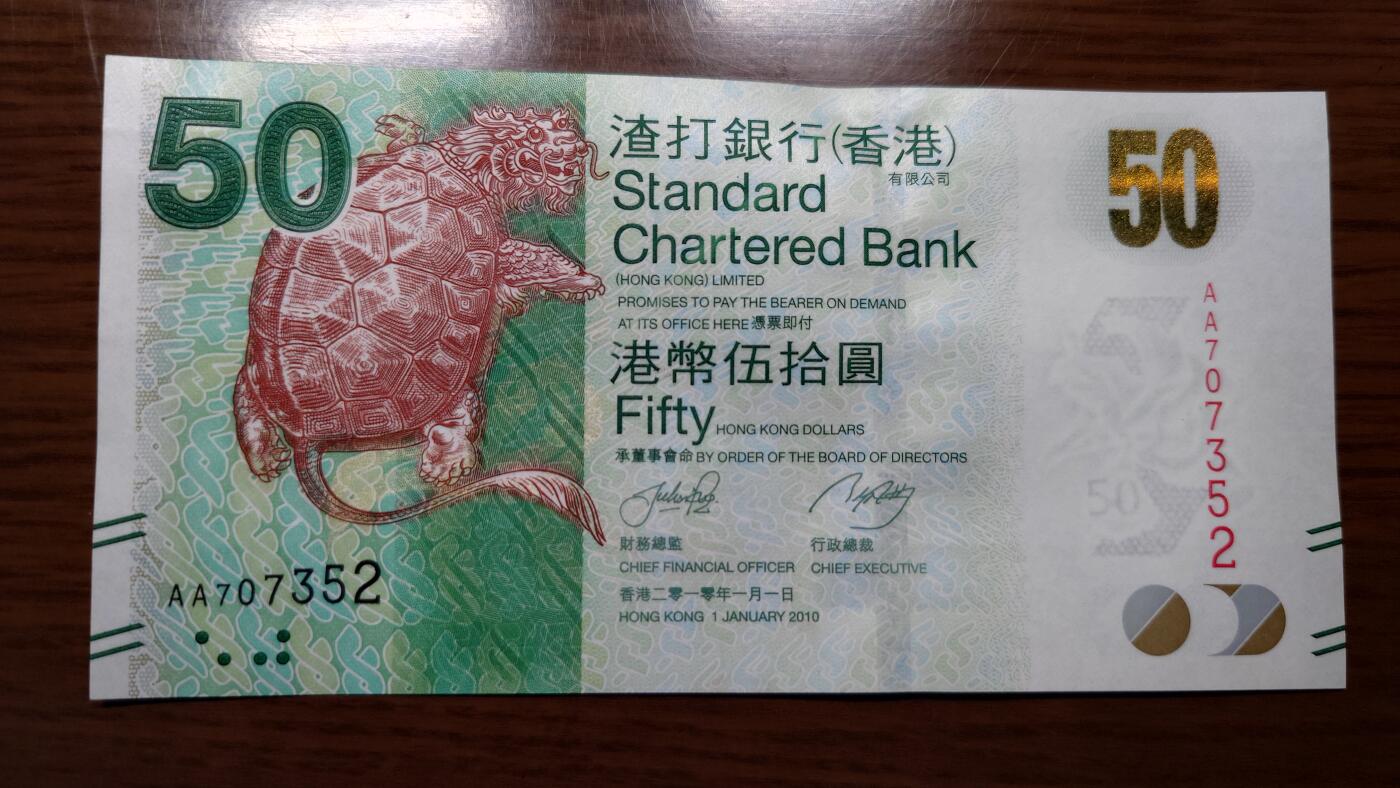 50
渣打銀行(香港)
有限公司
Standard
Chartered Bank
(HONG KONG) LIMITED
PROMISES TO PAY THE BEARER ON DEMAND
AT ITS OFFICE HERE 憑票即付
港幣伍拾圓
Fifty HONG KONG DOLLARS
承董事會命 BY ORDER OF THE BOARD OF DIRECTORS
財務總監
CHIEF FINANCIAL OFFICER
行政總裁
CHIEF EXECUTIVE
香港二零一零年一月一日
HONG KONG 1 JANUARY 2010
AA707352
50
AA707352
50